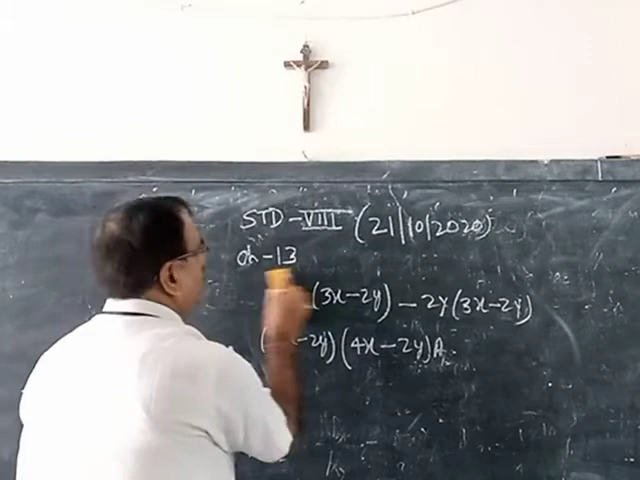 STD - VIII (21/10/2020)
Ch - 13
(3x - 2y) - 2y (3x - 2y)
- 2y) (4x - 2y) A